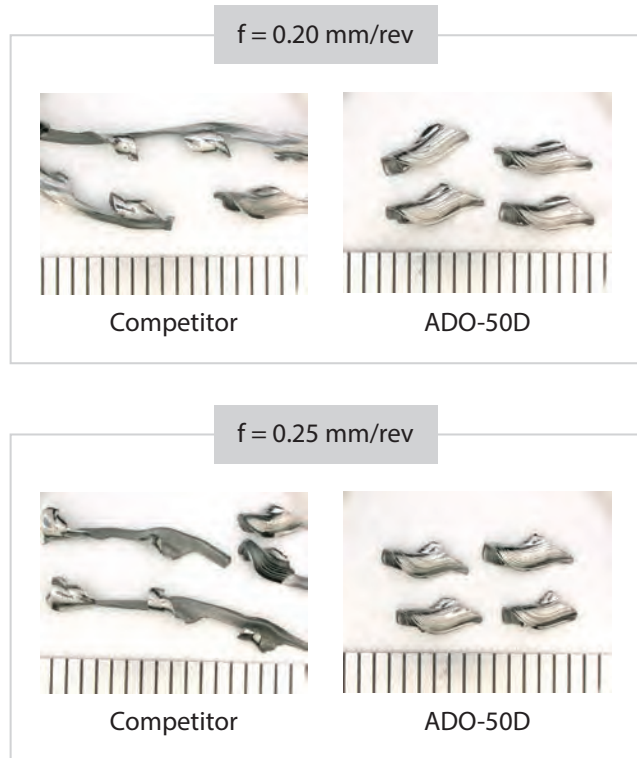 f = 0.20 mm/rev
Competitor
ADO-50D
f = 0.25 mm/rev
Competitor
ADO-50D